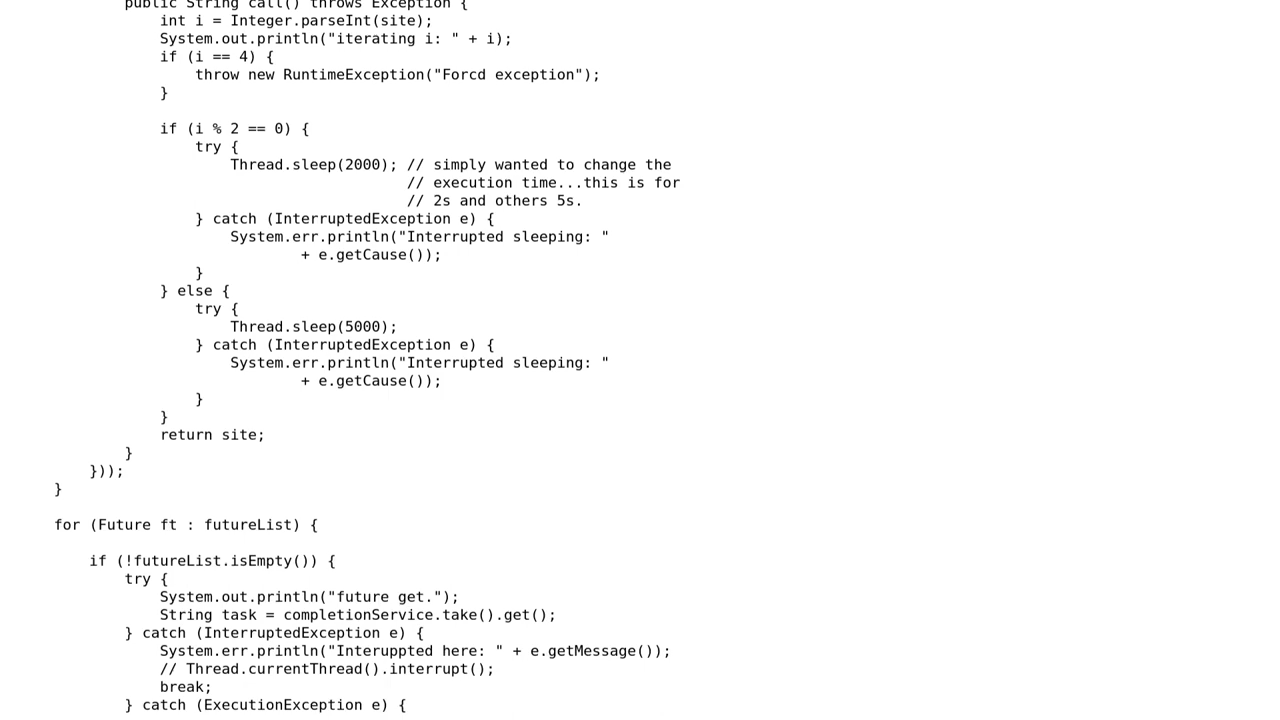 public String call() throws Exception {
int i = Integer.parseInt(site);
System.out.println("iterating i: " + i);
if (i == 4) {
throw new RuntimeException("Forcd exception");
}
if (i % 2 == 0) {
try {
Thread.sleep(2000); // simply wanted to change the
// execution time...this is for
// 2s and others 5s.
} catch (InterruptedException e) {
System.err.println("Interrupted sleeping: "
+ e.getCause());
}
} else {
try {
Thread.sleep(5000);
} catch (InterruptedException e) {
System.err.println("Interrupted sleeping: "
+ e.getCause());
}
}
return site;
}
}));
}
for (Future ft : futureList) {
if (!futureList.isEmpty()) {
try {
System.out.println("future get.");
String task = completionService.take().get();
} catch (InterruptedException e) {
System.err.println("Interuppted here: " + e.getMessage());
// Thread.currentThread().interrupt();
break;
} catch (ExecutionException e) {